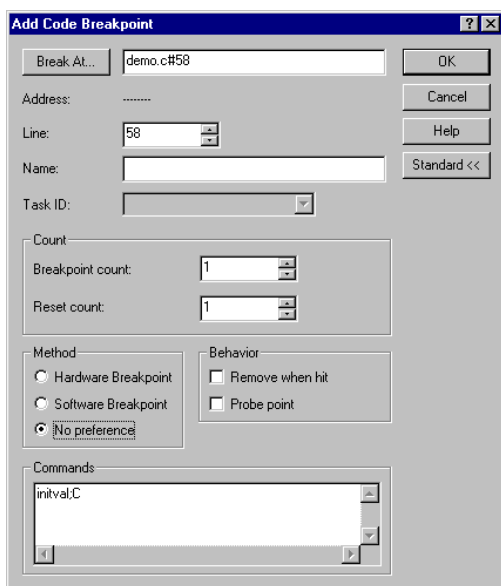 Add Code Breakpoint
Break At... demo.c#58 OK
Address: -------- Cancel
Line: 58 Help
Name: Standard <<
Task ID:
Count
Breakpoint count: 1
Reset count: 1
Method
Hardware Breakpoint
Software Breakpoint
No preference
Behavior
Remove when hit
Probe point
Commands
initval;C